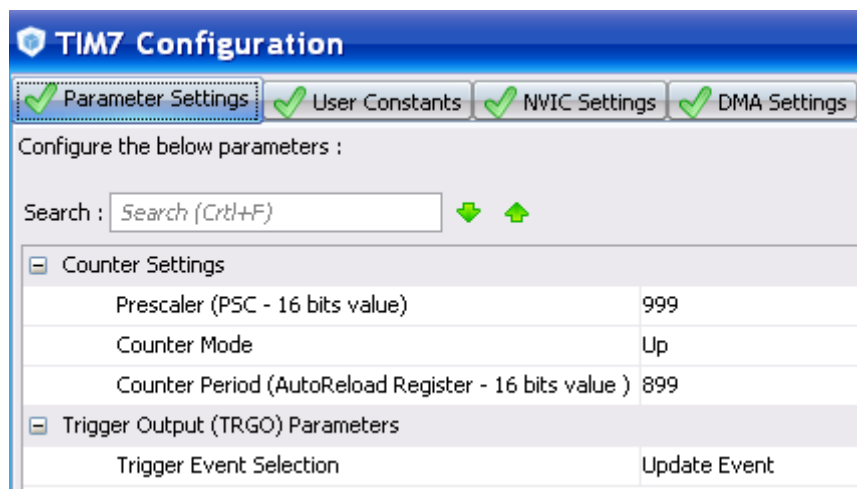 TIM7 Configuration
Parameter Settings User Constants NVIC Settings DMA Settings
Configure the below parameters :
Search : Search (Crtl+F)
Counter Settings
Prescaler (PSC - 16 bits value) 999
Counter Mode Up
Counter Period (AutoReload Register - 16 bits value ) 899
Trigger Output (TRGO) Parameters
Trigger Event Selection Update Event